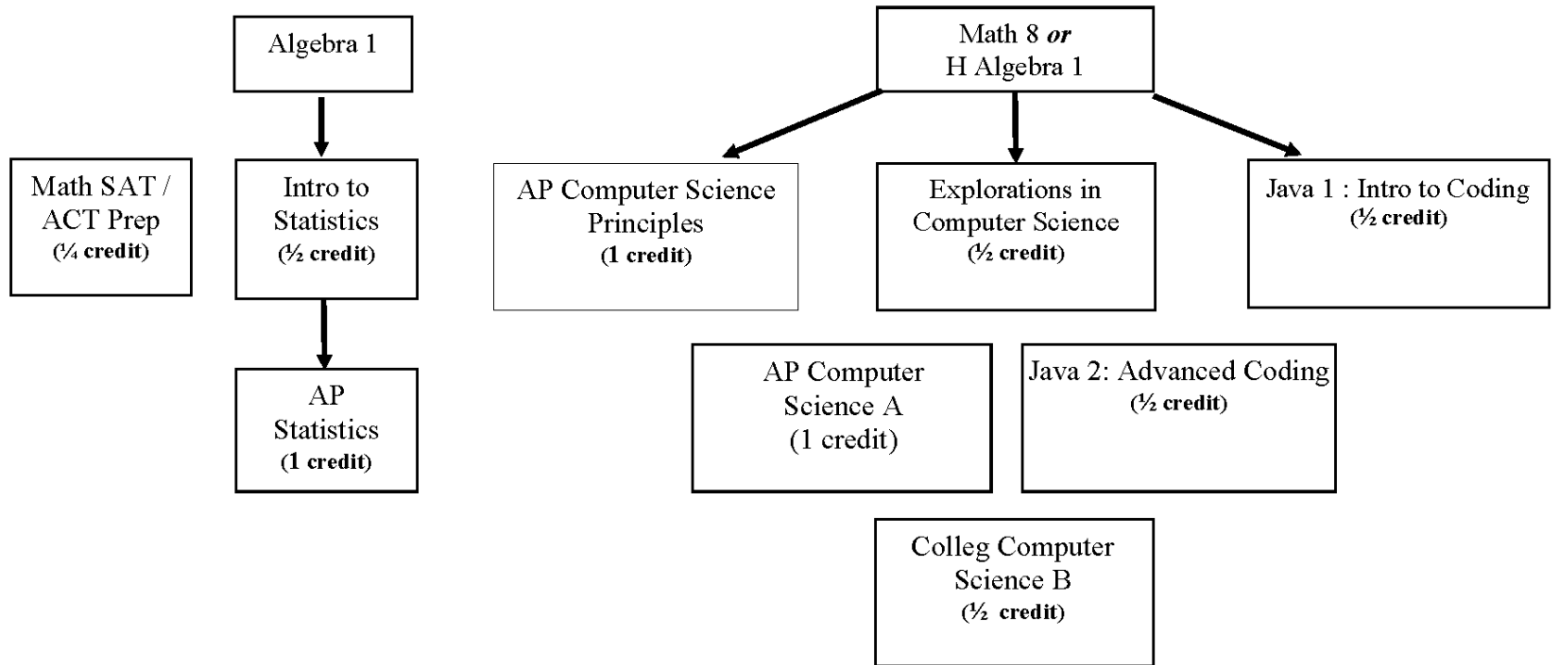 Algebra 1
Math 8 or
H Algebra 1
Math SAT /
ACT Prep
(¼ credit)
Intro to
Statistics
(½ credit)
AP Computer Science
Principles
(1 credit)
Explorations in
Computer Science
(½ credit)
Java 1 : Intro to Coding
(½ credit)
AP
Statistics
(1 credit)
AP Computer
Science A
(1 credit)
Java 2: Advanced Coding
(½ credit)
Colleg Computer
Science B
(½ credit)